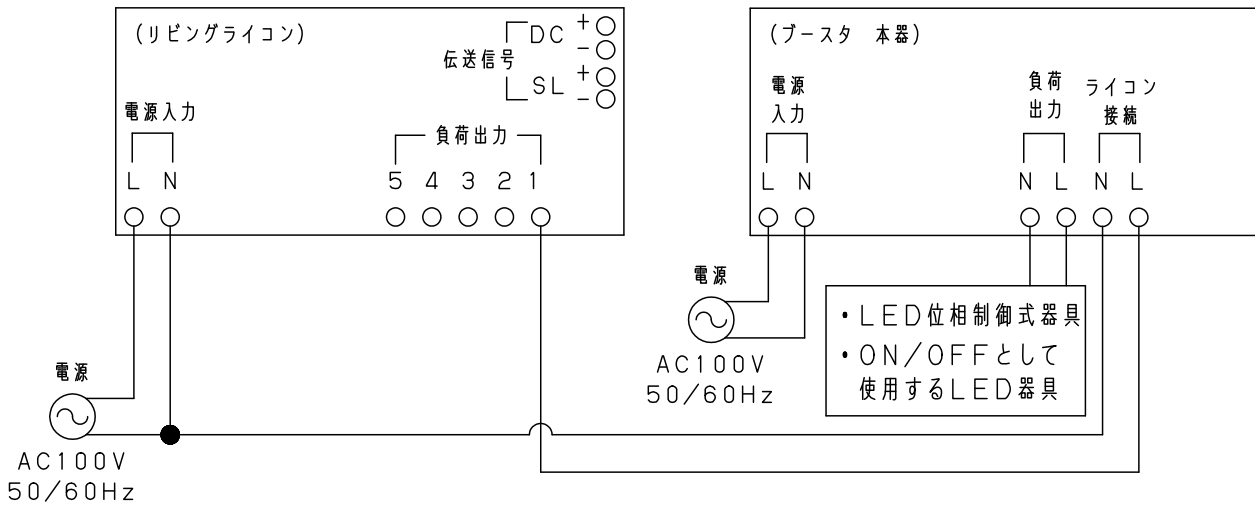 (リビングライコン)
伝送信号
DC + −
SL + −
電源入力
L N
負荷出力
5 4 3 2 1
電源
AC100V
50/60Hz
(ブースタ 本器)
電源
入力
L N
負荷
出力
N L
ライコン
接続
N L
電源
AC100V
50/60Hz
・LED位相制御式器具
・ON/OFFとして
使用するLED器具